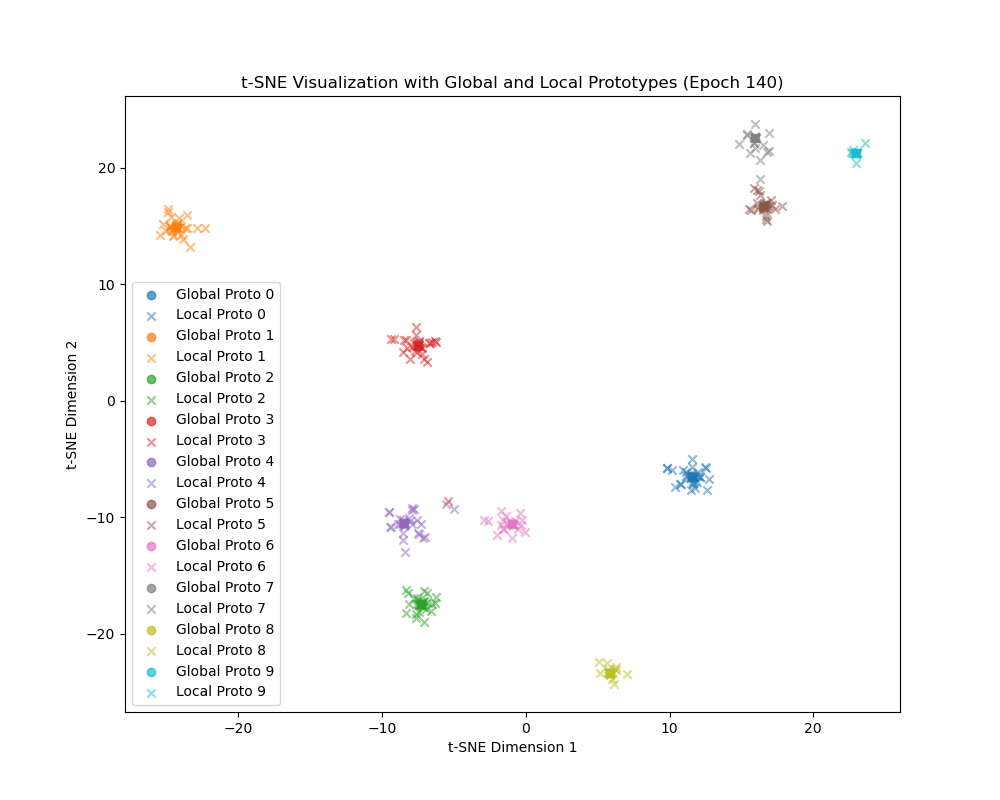 t-SNE Visualization with Global and Local Prototypes (Epoch 140)
20
10
0
−10
−20
t-SNE Dimension 2
Global Proto 0
Local Proto 0
Global Proto 1
Local Proto 1
Global Proto 2
Local Proto 2
Global Proto 3
Local Proto 3
Global Proto 4
Local Proto 4
Global Proto 5
Local Proto 5
Global Proto 6
Local Proto 6
Global Proto 7
Local Proto 7
Global Proto 8
Local Proto 8
Global Proto 9
Local Proto 9
−20 −10 0 10 20
t-SNE Dimension 1